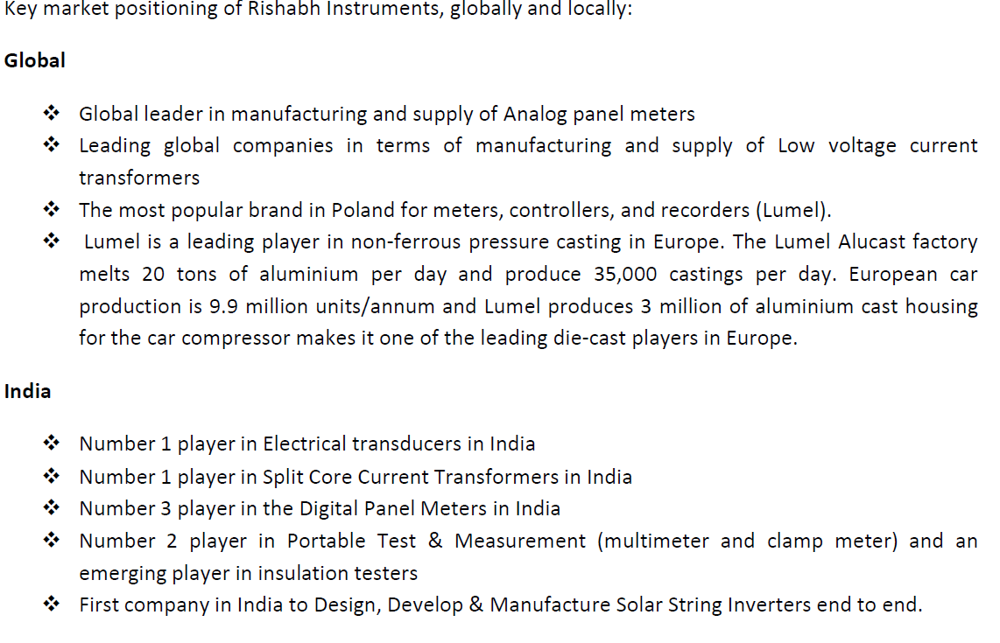 Key market positioning of Rishabh Instruments, globally and locally:
Global
❖ Global leader in manufacturing and supply of Analog panel meters
❖ Leading global companies in terms of manufacturing and supply of Low voltage current
transformers
❖ The most popular brand in Poland for meters, controllers, and recorders (Lumel).
❖ Lumel is a leading player in non-ferrous pressure casting in Europe. The Lumel Alucast factory
melts 20 tons of aluminium per day and produce 35,000 castings per day. European car
production is 9.9 million units/annum and Lumel produces 3 million of aluminium cast housing
for the car compressor makes it one of the leading die-cast players in Europe.
India
❖ Number 1 player in Electrical transducers in India
❖ Number 1 player in Split Core Current Transformers in India
❖ Number 3 player in the Digital Panel Meters in India
❖ Number 2 player in Portable Test & Measurement (multimeter and clamp meter) and an
emerging player in insulation testers
❖ First company in India to Design, Develop & Manufacture Solar String Inverters end to end.